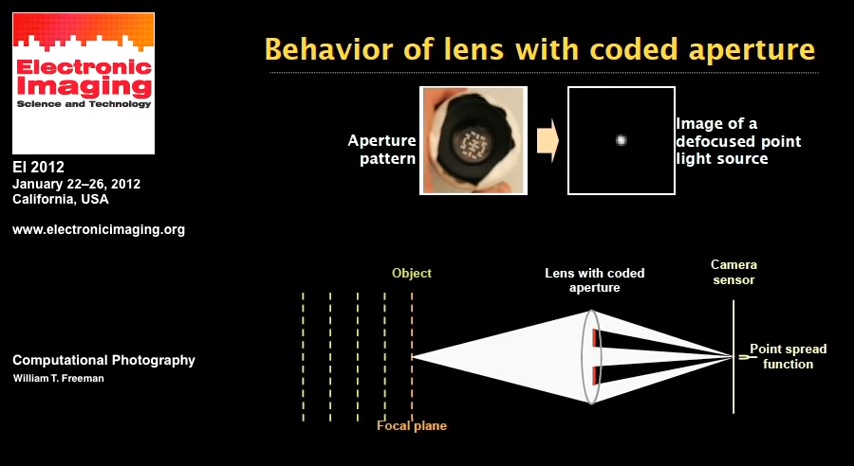 Electronic
Imaging
Science and Technology
EI 2012
January 22–26, 2012
California, USA
www.electronicimaging.org
Computational Photography
William T. Freeman
Behavior of lens with coded aperture
Aperture
pattern
Image of a
defocused point
light source
Object
Lens with coded
aperture
Camera
sensor
Point spread
function
Focal plane